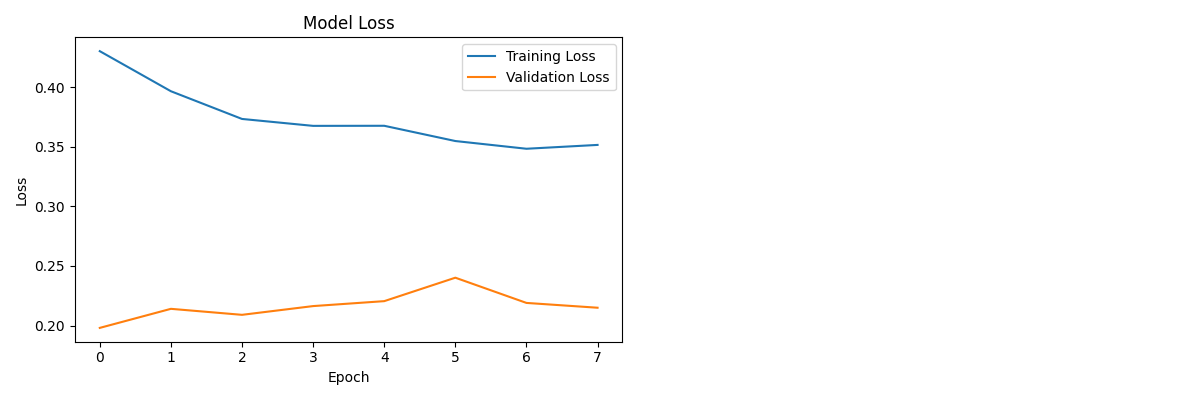 Model Loss
Training Loss
Validation Loss
0.40
0.35
0.30
0.25
0.20
Loss
0 1 2 3 4 5 6 7
Epoch